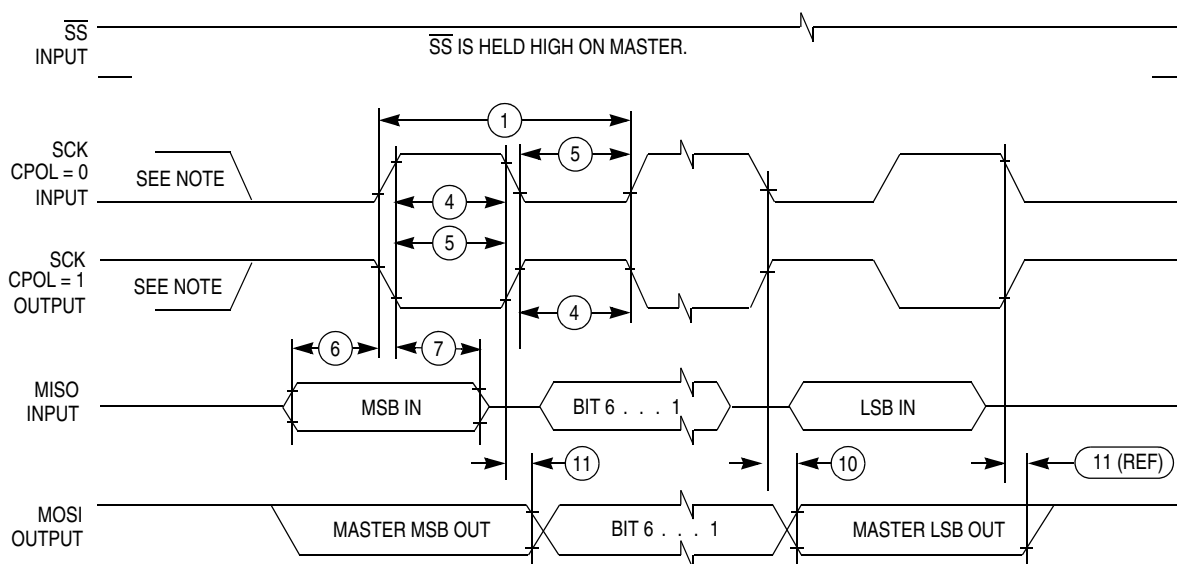 SS
INPUT
SS IS HELD HIGH ON MASTER.
1
SCK
CPOL = 0
INPUT
SEE NOTE
5
4
5
SCK
CPOL = 1
OUTPUT
SEE NOTE
4
6
7
MISO
INPUT
MSB IN
BIT 6 . . . 1
LSB IN
11
10
11 (REF)
MOSI
OUTPUT
MASTER MSB OUT
BIT 6 . . . 1
MASTER LSB OUT